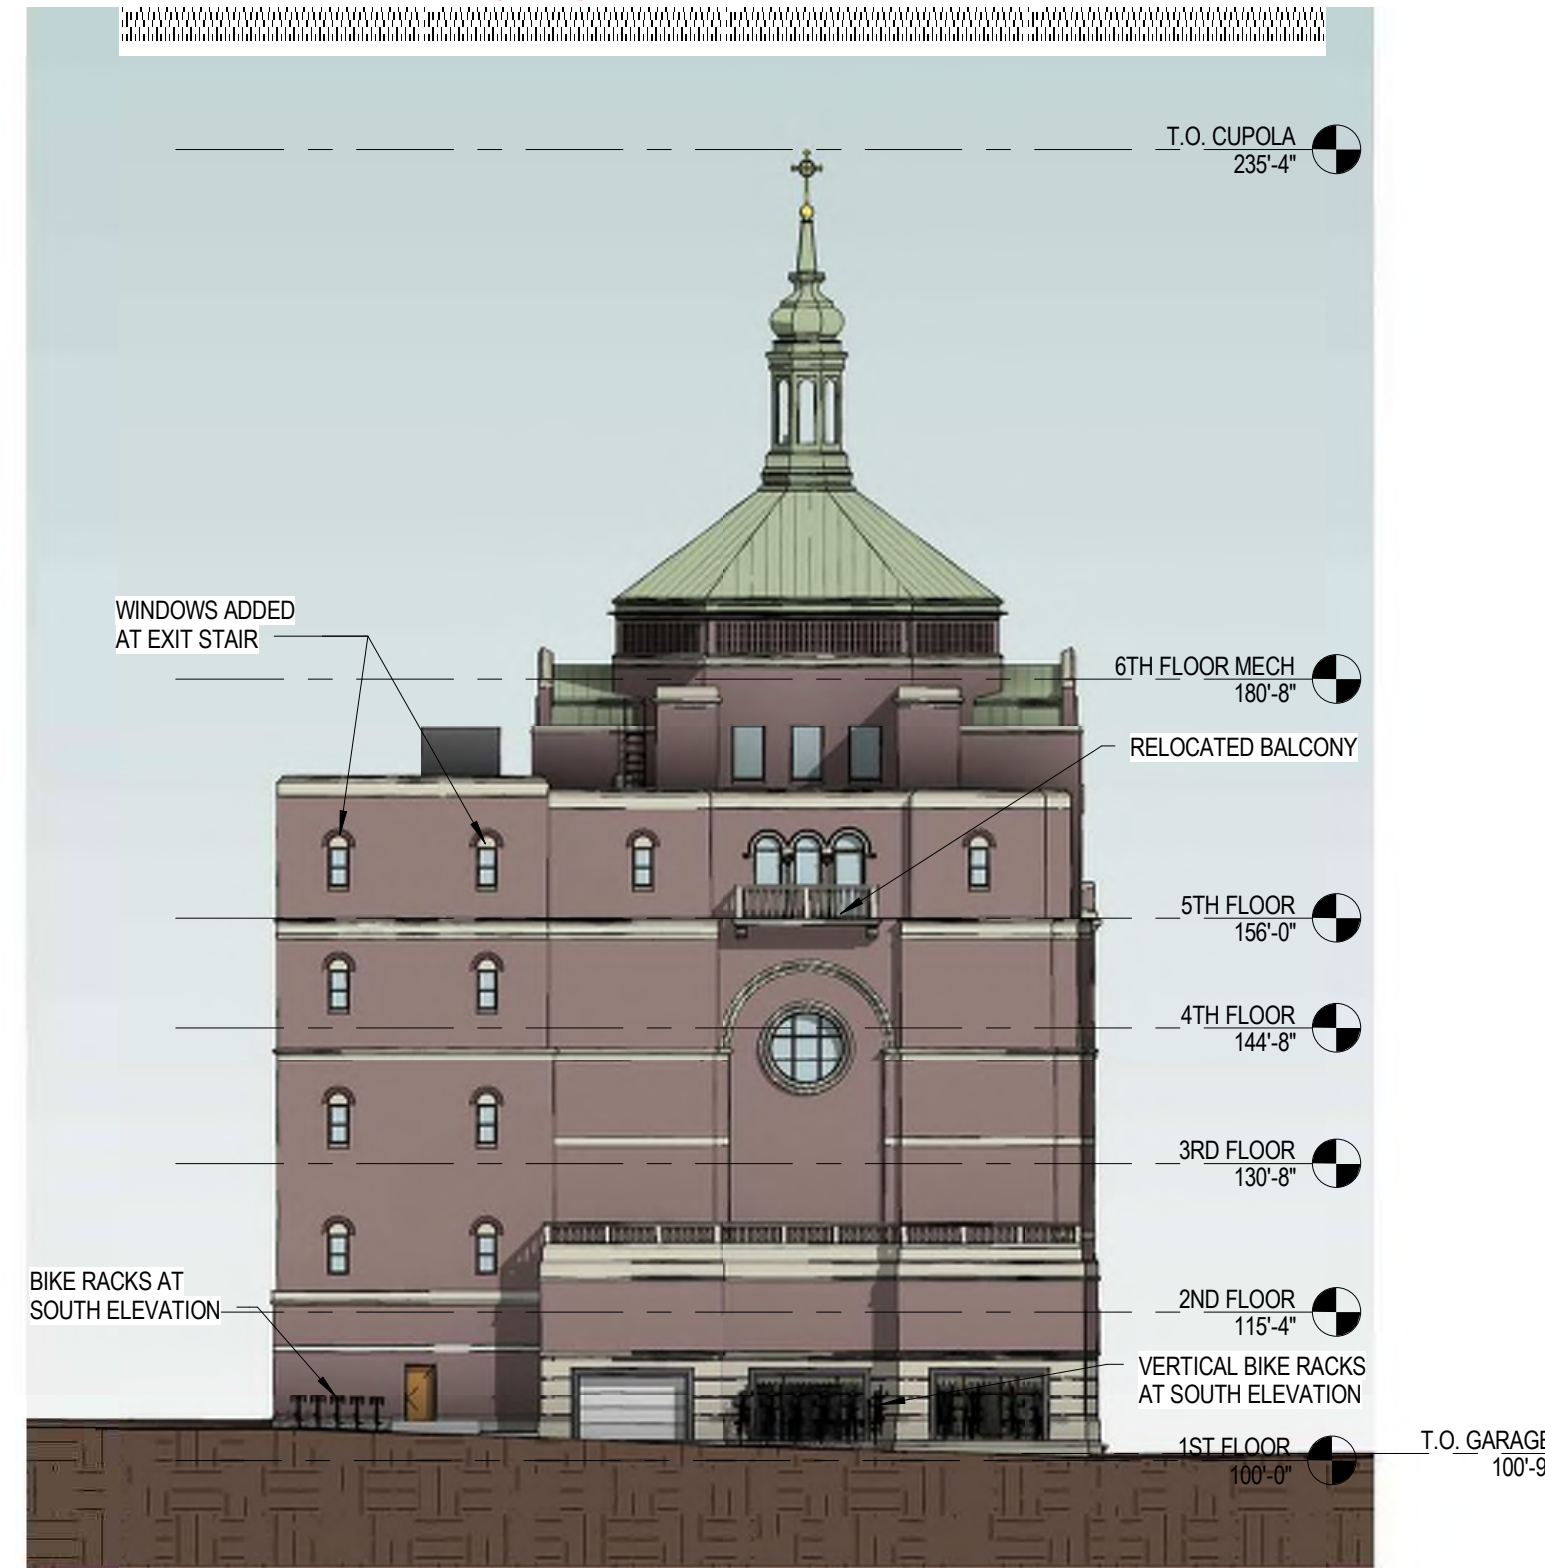 T.O. CUPOLA
235'-4"
WINDOWS ADDED
AT EXIT STAIR
6TH FLOOR MECH
180'-8"
RELOCATED BALCONY
5TH FLOOR
156'-0"
4TH FLOOR
144'-8"
3RD FLOOR
130'-8"
BIKE RACKS AT
SOUTH ELEVATION
2ND FLOOR
115'-4"
VERTICAL BIKE RACKS
AT SOUTH ELEVATION
1ST FLOOR
100'-0"
T.O. GARAGE
100'-9